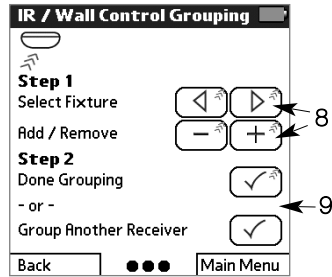 IR / Wall Control Grouping
Step 1
Select Fixture
8
Add / Remove
− +
Step 2
Done Grouping
- or -
9
Group Another Receiver
Back Main Menu